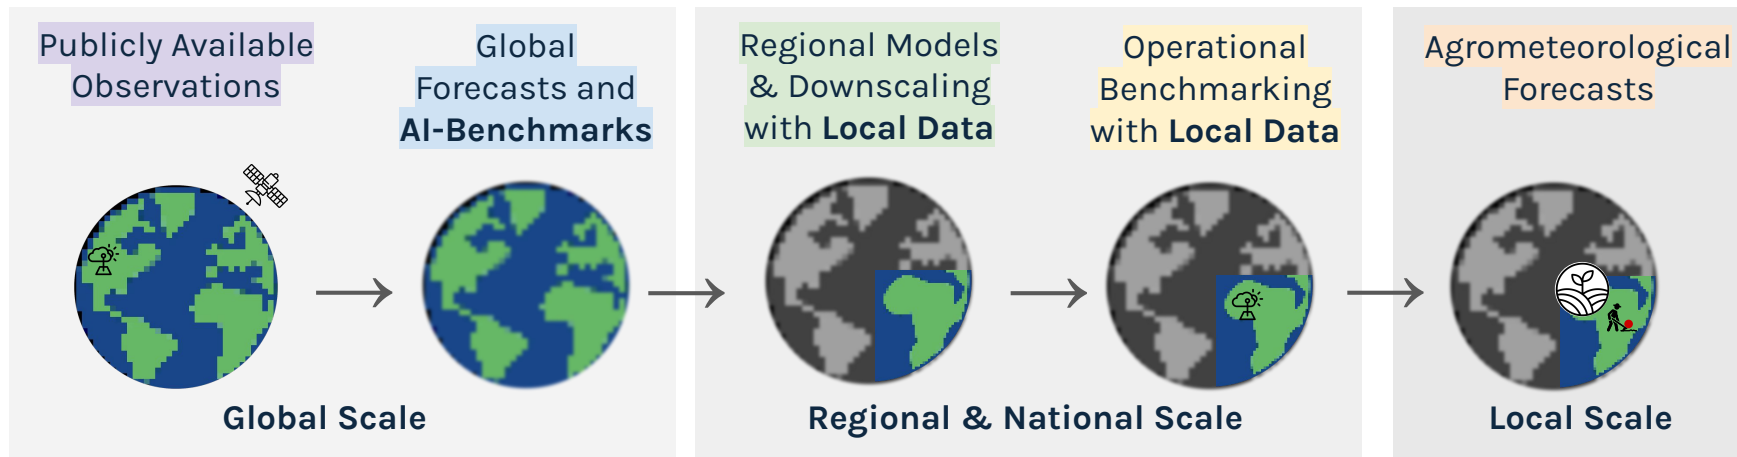 Publicly Available
Observations
Global
Forecasts and
AI-Benchmarks
Global Scale
Regional Models
& Downscaling
with Local Data
Operational
Benchmarking
with Local Data
Regional & National Scale
Agrometeorological
Forecasts
Local Scale